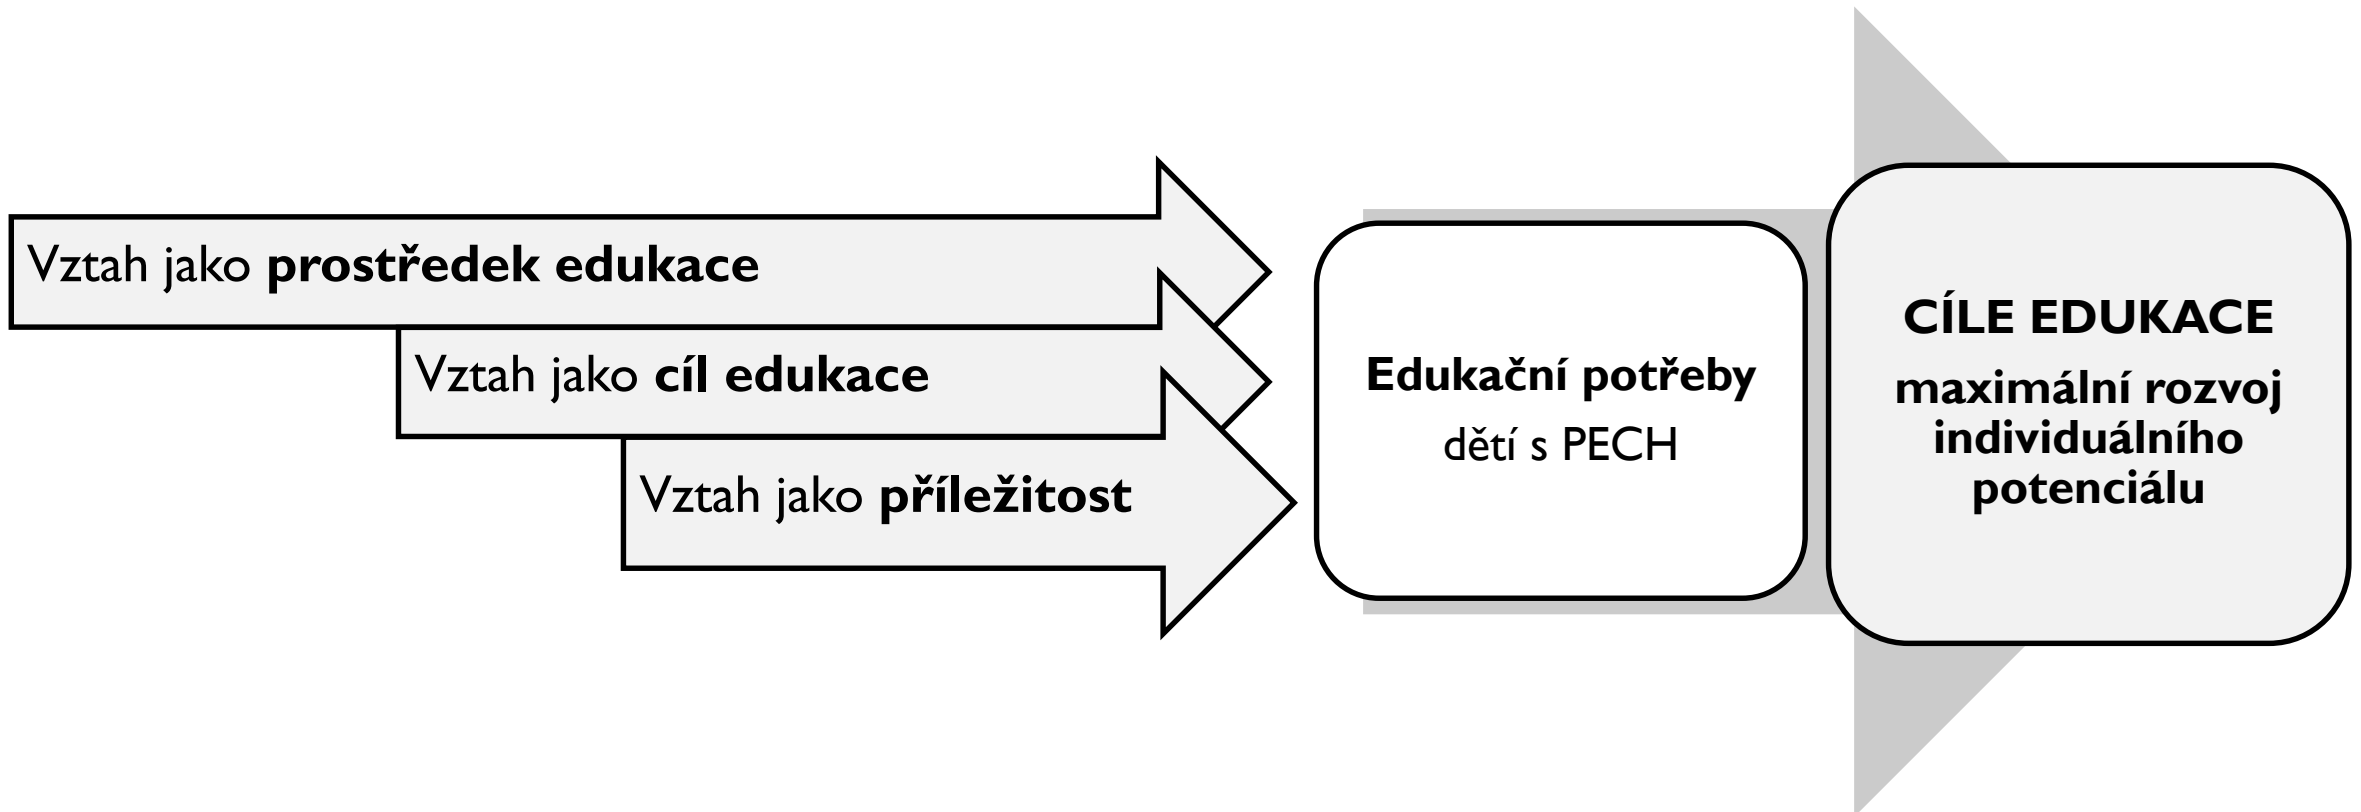 Vztah jako prostředek edukace
Vztah jako cíl edukace
Vztah jako příležitost
Edukační potřeby
dětí s PECH
CÍLE EDUKACE
maximální rozvoj
individuálního
potenciálu